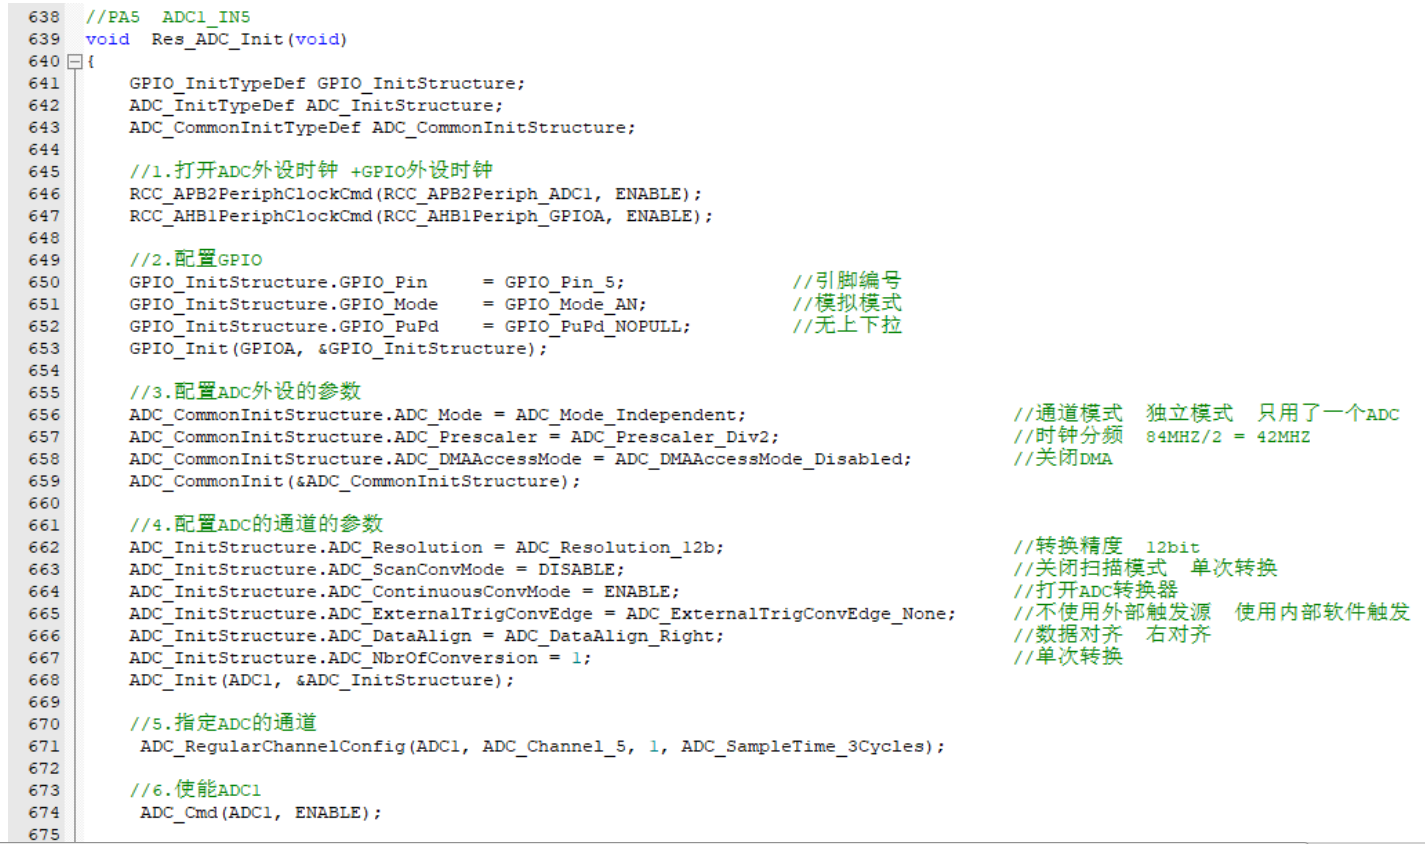 638 //PA5 ADC1_IN5
639 void Res_ADC_Init(void)
640 {
641 GPIO_InitTypeDef GPIO_InitStructure;
642 ADC_InitTypeDef ADC_InitStructure;
643 ADC_CommonInitTypeDef ADC_CommonInitStructure;
644
645 //1.打开ADC外设时钟 +GPIO外设时钟
646 RCC_APB2PeriphClockCmd(RCC_APB2Periph_ADC1, ENABLE);
647 RCC_AHB1PeriphClockCmd(RCC_AHB1Periph_GPIOA, ENABLE);
648
649 //2.配置GPIO
650 GPIO_InitStructure.GPIO_Pin = GPIO_Pin_5; //引脚编号
651 GPIO_InitStructure.GPIO_Mode = GPIO_Mode_AN; //模拟模式
652 GPIO_InitStructure.GPIO_PuPd = GPIO_PuPd_NOPULL; //无上下拉
653 GPIO_Init(GPIOA, &GPIO_InitStructure);
654
655 //3.配置ADC外设的参数
656 ADC_CommonInitStructure.ADC_Mode = ADC_Mode_Independent; //通道模式 独立模式 只用了一个ADC
657 ADC_CommonInitStructure.ADC_Prescaler = ADC_Prescaler_Div2; //时钟分频 84MHZ/2 = 42MHZ
658 ADC_CommonInitStructure.ADC_DMAAccessMode = ADC_DMAAccessMode_Disabled; //关闭DMA
659 ADC_CommonInit(&ADC_CommonInitStructure);
660
661 //4.配置ADC的通道的参数
662 ADC_InitStructure.ADC_Resolution = ADC_Resolution_12b; //转换精度 12bit
663 ADC_InitStructure.ADC_ScanConvMode = DISABLE; //关闭扫描模式 单次转换
664 ADC_InitStructure.ADC_ContinuousConvMode = ENABLE; //打开ADC转换器
665 ADC_InitStructure.ADC_ExternalTrigConvEdge = ADC_ExternalTrigConvEdge_None; //不使用外部触发源 使用内部软件触发
666 ADC_InitStructure.ADC_DataAlign = ADC_DataAlign_Right; //数据对齐 右对齐
667 ADC_InitStructure.ADC_NbrOfConversion = 1; //单次转换
668 ADC_Init(ADC1, &ADC_InitStructure);
669
670 //5.指定ADC的通道
671 ADC_RegularChannelConfig(ADC1, ADC_Channel_5, 1, ADC_SampleTime_3Cycles);
672
673 //6.使能ADC1
674 ADC_Cmd(ADC1, ENABLE);
675